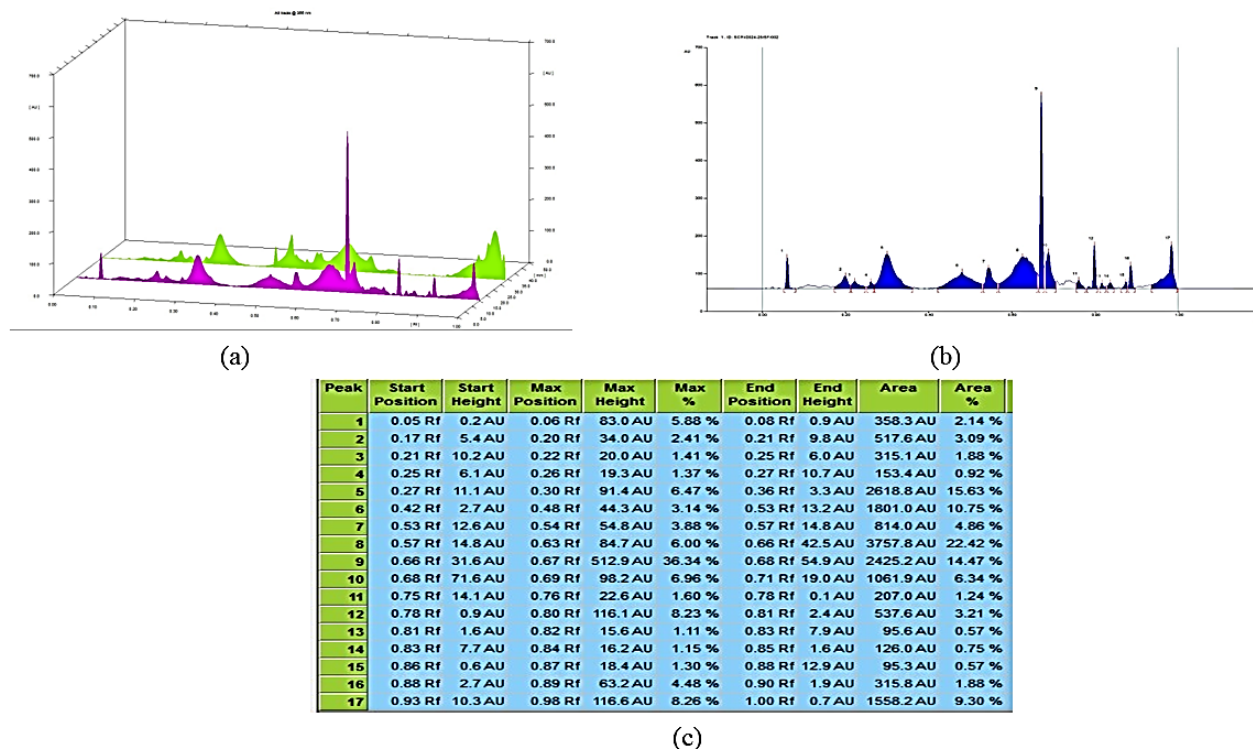 All tracks @ 366 nm
(a)
(b)
Peak Start Position Start Height Max Position Max Height Max % End Position End Height Area Area %
1 0.05 Rf 0.2 AU 0.06 Rf 83.0 AU 5.88 % 0.08 Rf 0.9 AU 358.3 AU 2.14 %
2 0.17 Rf 5.4 AU 0.20 Rf 34.0 AU 2.41 % 0.21 Rf 9.8 AU 517.6 AU 3.09 %
3 0.21 Rf 10.2 AU 0.22 Rf 20.0 AU 1.41 % 0.25 Rf 6.0 AU 315.1 AU 1.88 %
4 0.25 Rf 6.1 AU 0.26 Rf 19.3 AU 1.37 % 0.27 Rf 10.7 AU 153.4 AU 0.92 %
5 0.27 Rf 11.1 AU 0.30 Rf 91.4 AU 6.47 % 0.36 Rf 3.3 AU 2618.8 AU 15.63 %
6 0.42 Rf 2.7 AU 0.48 Rf 44.3 AU 3.14 % 0.53 Rf 13.2 AU 1801.0 AU 10.75 %
7 0.53 Rf 12.6 AU 0.54 Rf 54.8 AU 3.88 % 0.57 Rf 14.8 AU 814.0 AU 4.86 %
8 0.57 Rf 14.8 AU 0.63 Rf 84.7 AU 6.00 % 0.66 Rf 42.5 AU 3757.8 AU 22.42 %
9 0.66 Rf 31.6 AU 0.67 Rf 512.9 AU 36.34 % 0.68 Rf 54.9 AU 2425.2 AU 14.47 %
10 0.68 Rf 71.6 AU 0.69 Rf 98.2 AU 6.96 % 0.71 Rf 19.0 AU 1061.9 AU 6.34 %
11 0.75 Rf 14.1 AU 0.76 Rf 22.6 AU 1.60 % 0.78 Rf 0.1 AU 207.0 AU 1.24 %
12 0.78 Rf 0.9 AU 0.80 Rf 116.1 AU 8.23 % 0.81 Rf 2.4 AU 537.6 AU 3.21 %
13 0.81 Rf 1.6 AU 0.82 Rf 15.6 AU 1.11 % 0.83 Rf 7.9 AU 95.6 AU 0.57 %
14 0.83 Rf 7.7 AU 0.84 Rf 16.2 AU 1.15 % 0.85 Rf 1.6 AU 126.0 AU 0.75 %
15 0.86 Rf 0.6 AU 0.87 Rf 18.4 AU 1.30 % 0.88 Rf 12.9 AU 95.3 AU 0.57 %
16 0.88 Rf 2.7 AU 0.89 Rf 63.2 AU 4.48 % 0.90 Rf 1.9 AU 315.8 AU 1.88 %
17 0.93 Rf 10.3 AU 0.98 Rf 116.6 AU 8.26 % 1.00 Rf 0.7 AU 1558.2 AU 9.30 %
(c)